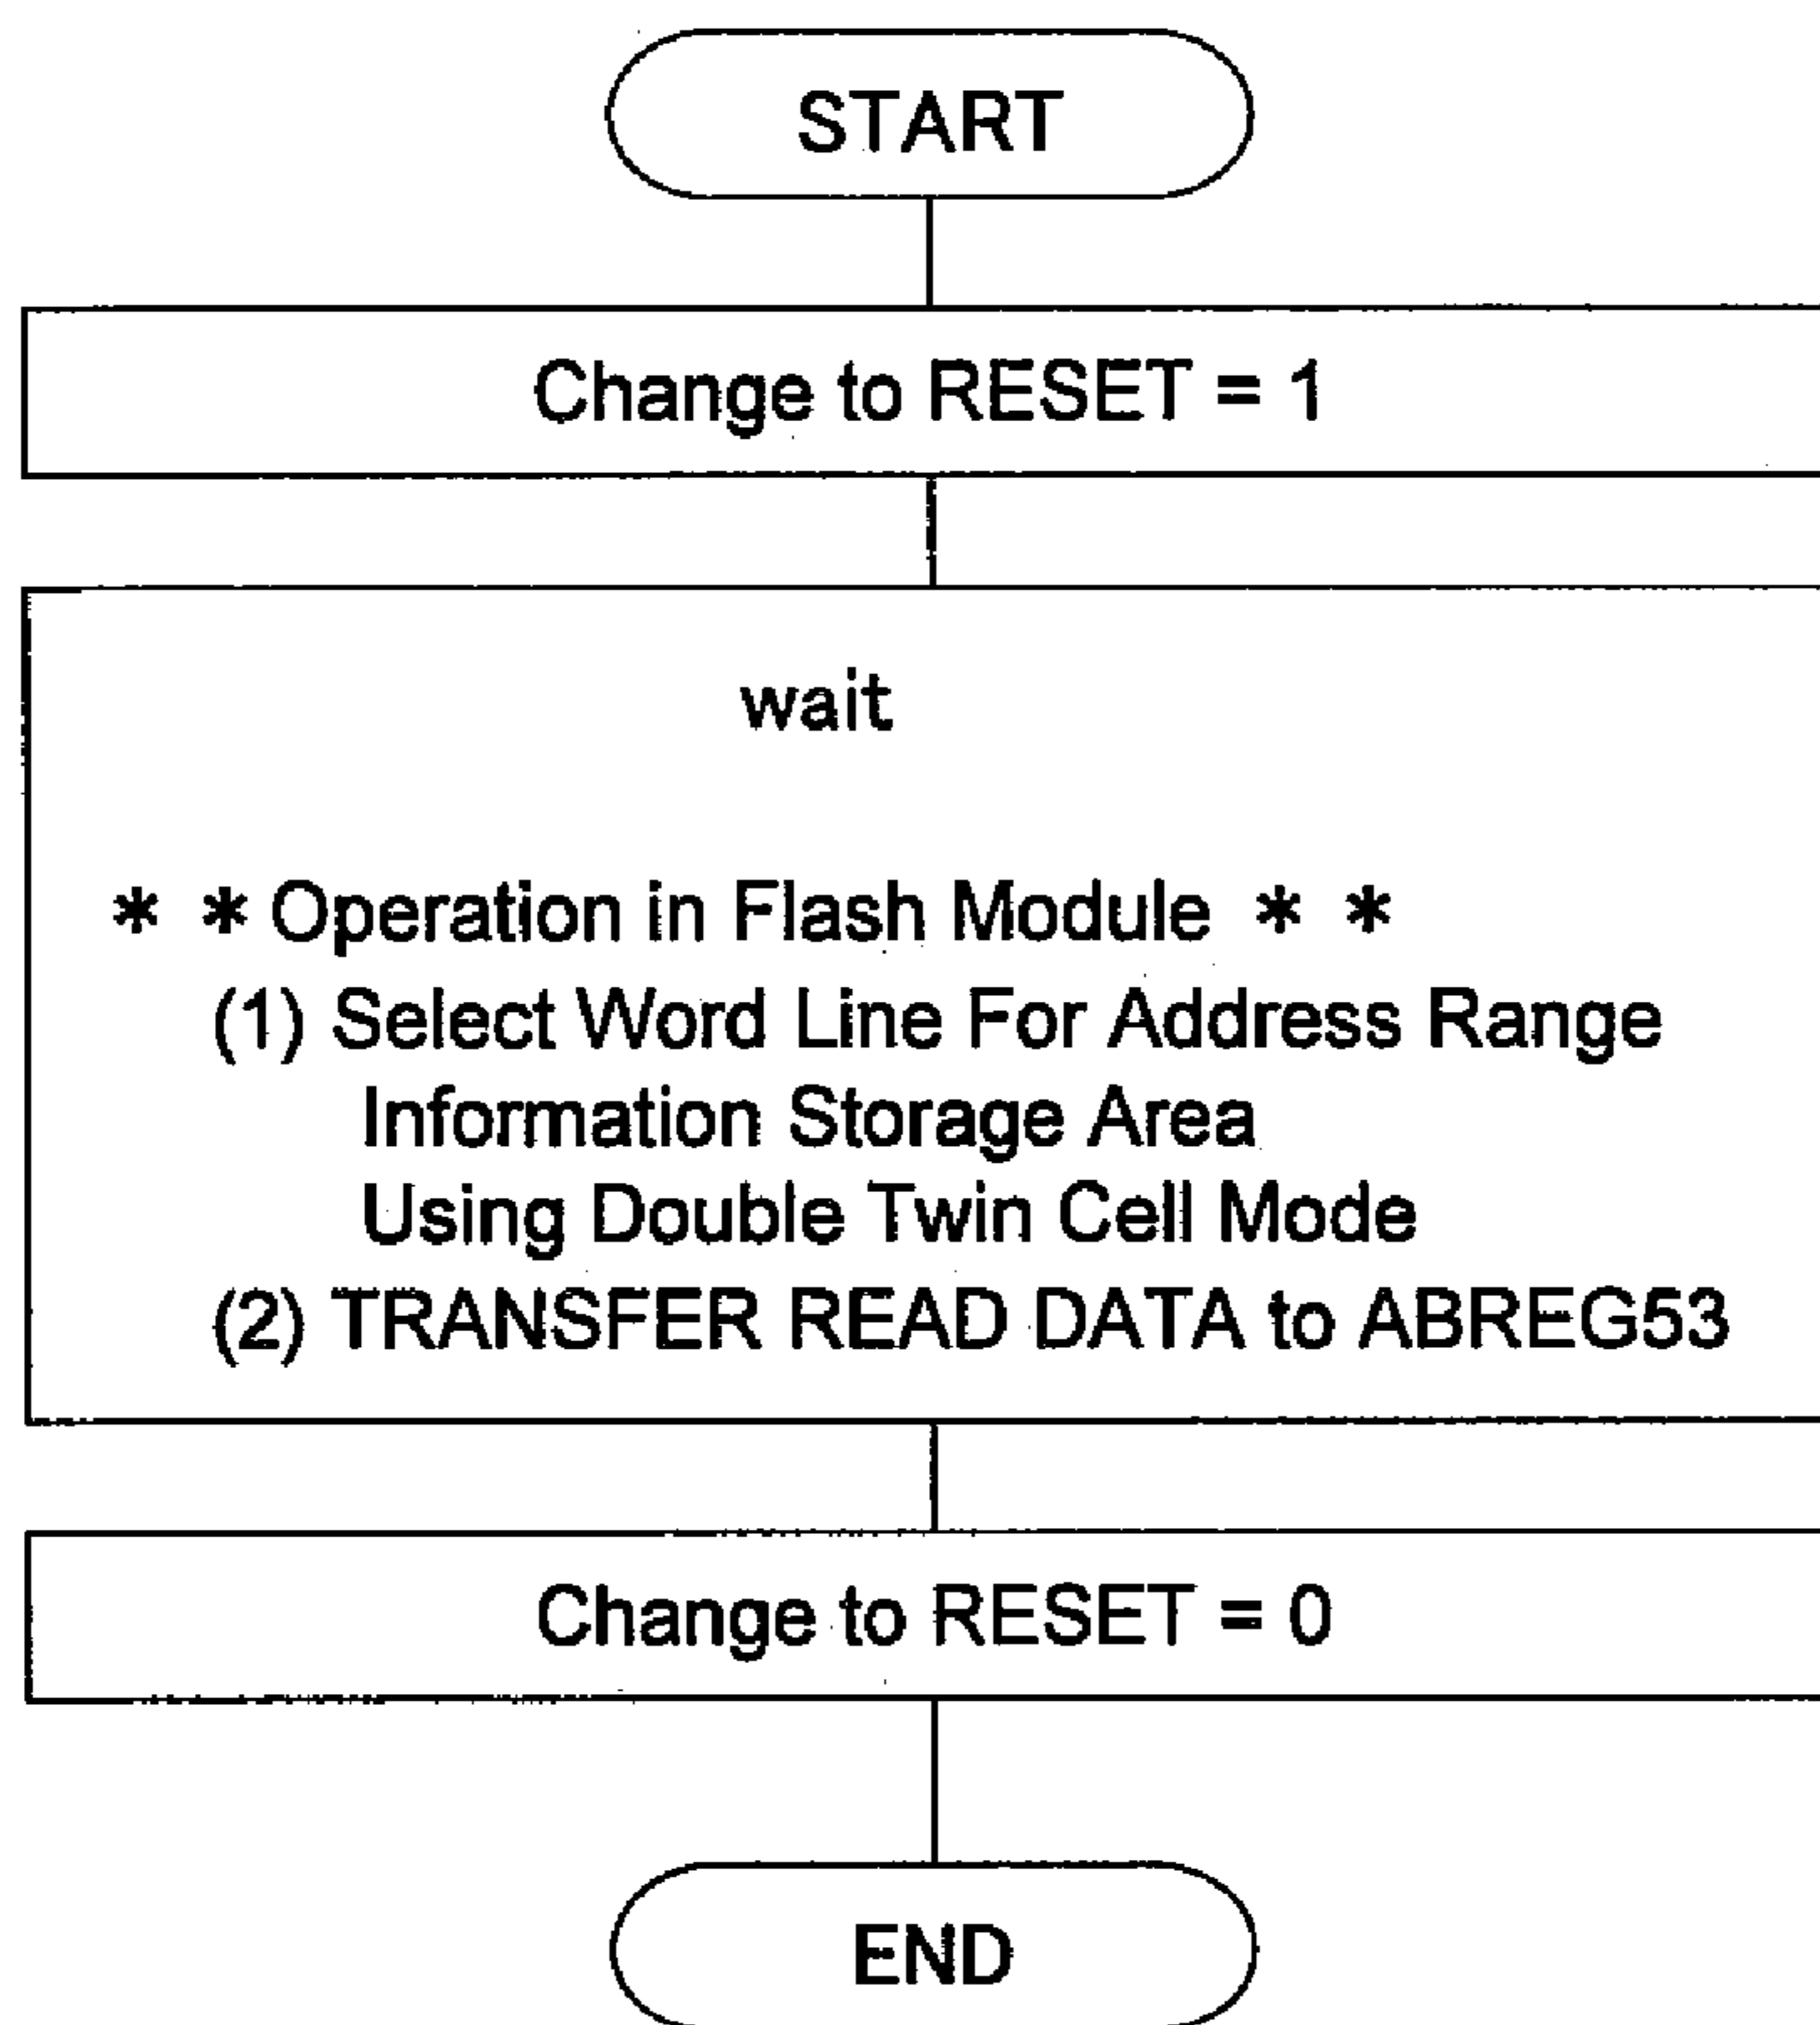 START
Change to RESET = 1
wait
* * Operation in Flash Module * *
(1) Select Word Line For Address Range
Information Storage Area
Using Double Twin Cell Mode
(2) TRANSFER READ DATA to ABREG53
Change to RESET = 0
END